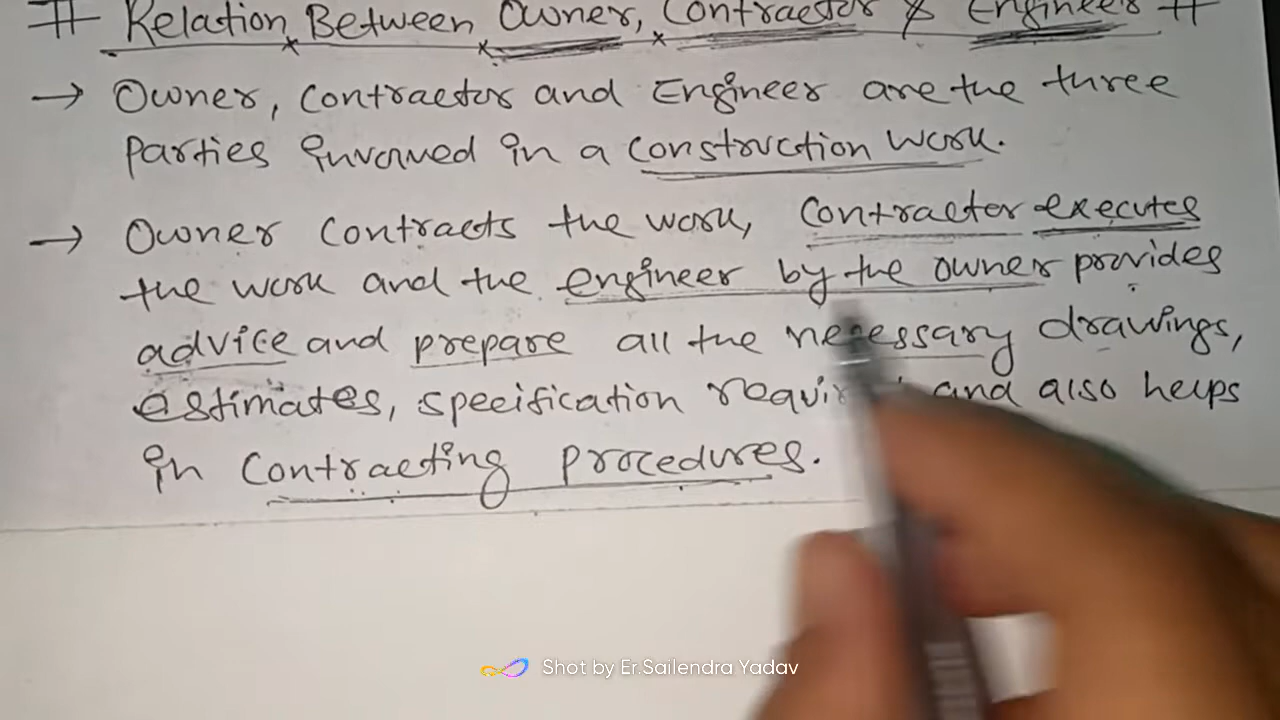 # Relation Between Owner, Contractor & Engineer #
→ Owner, Contractor and Engineer are the three
Parties involved in a Construction work.
→ Owner Contracts the work, Contractor executes
the work and the engineer by the owner provides
advice and prepare all the necessary drawings,
estimates, specification and also helps
in Contracting Procedures.
Shot by Er.Sailendra Yadav